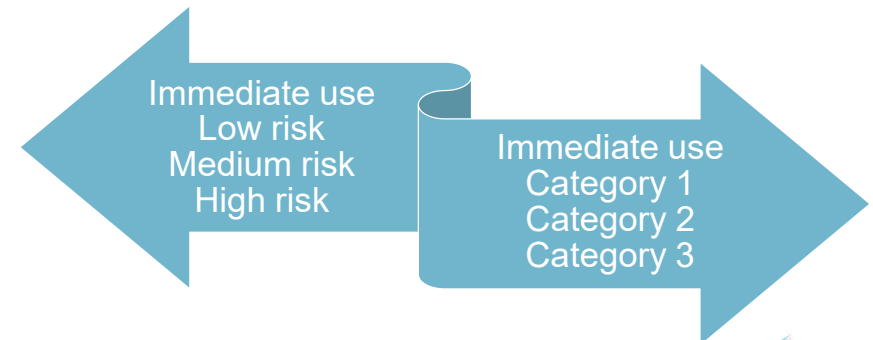 Immediate use
Low risk
Medium risk
High risk
Immediate use
Category 1
Category 2
Category 3